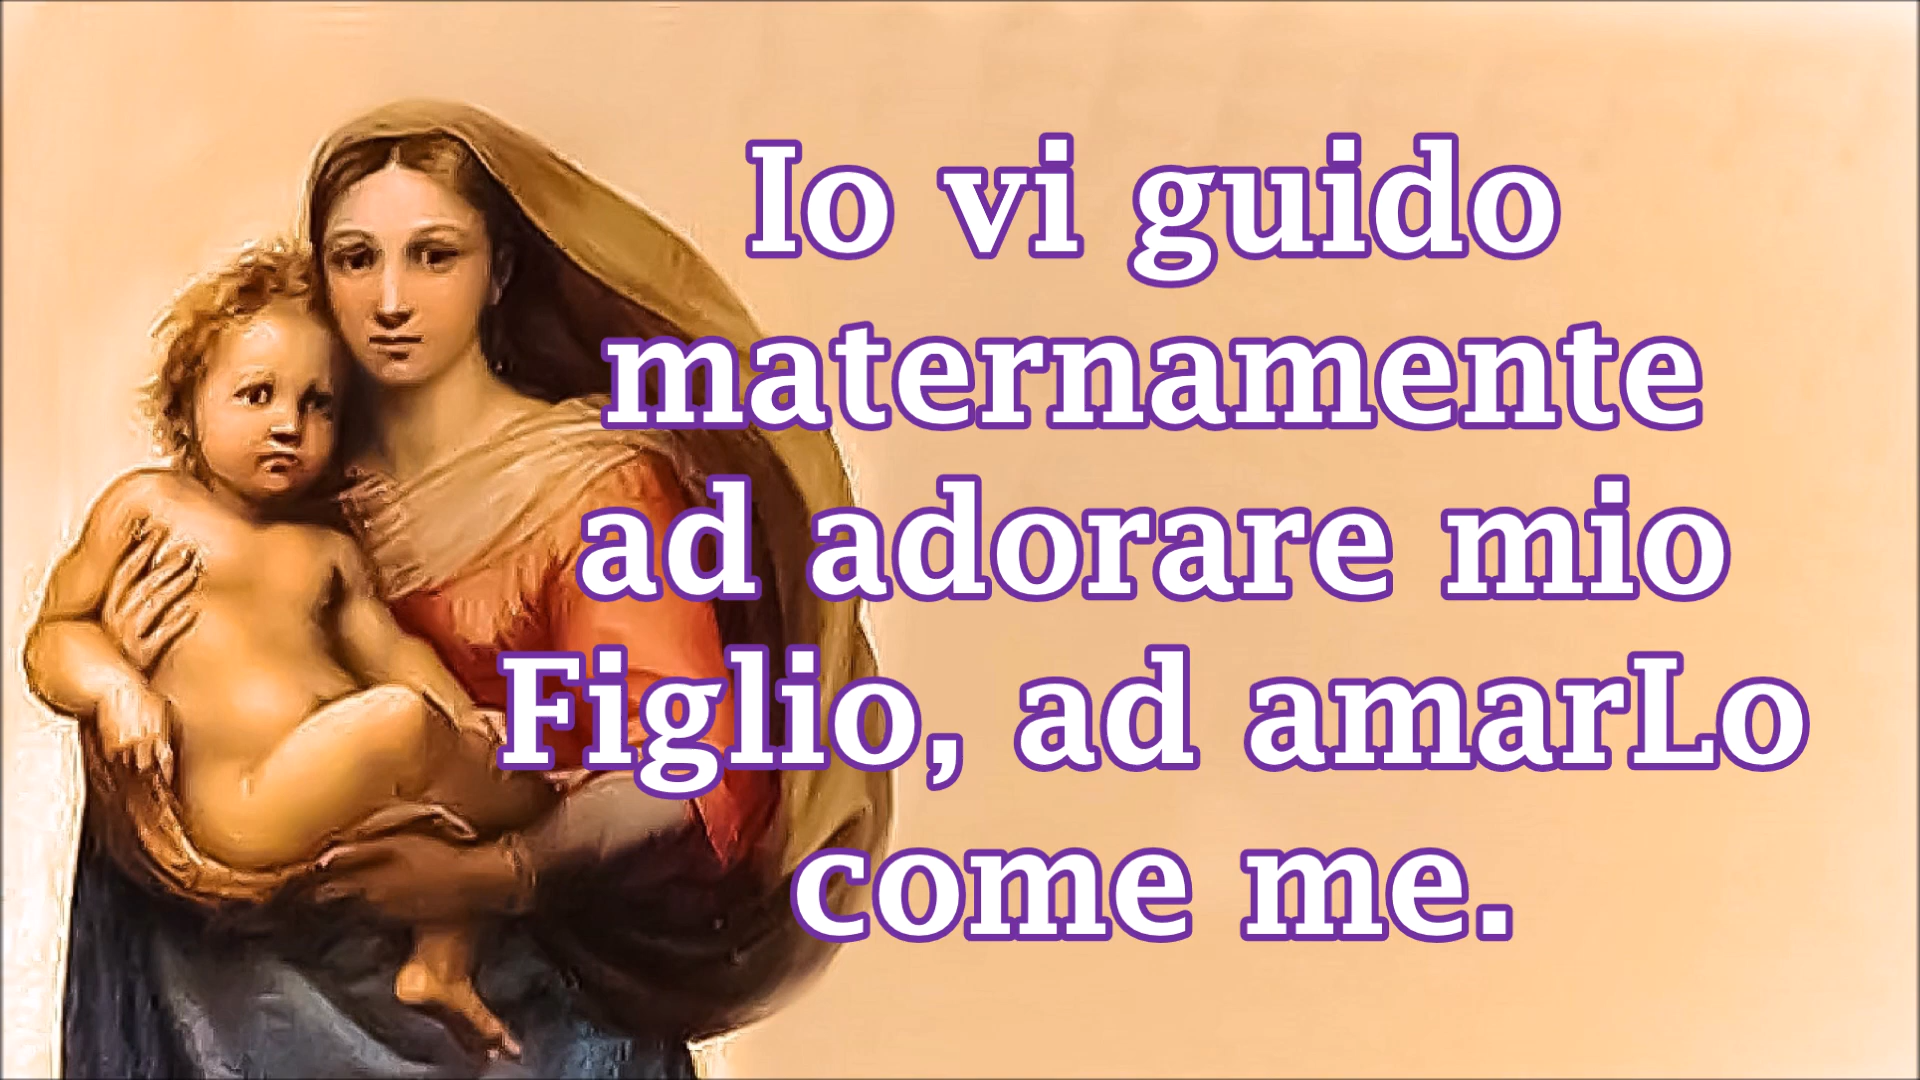 Io vi guido
maternamente
ad adorare mio
Figlio, ad amarLo
come me.